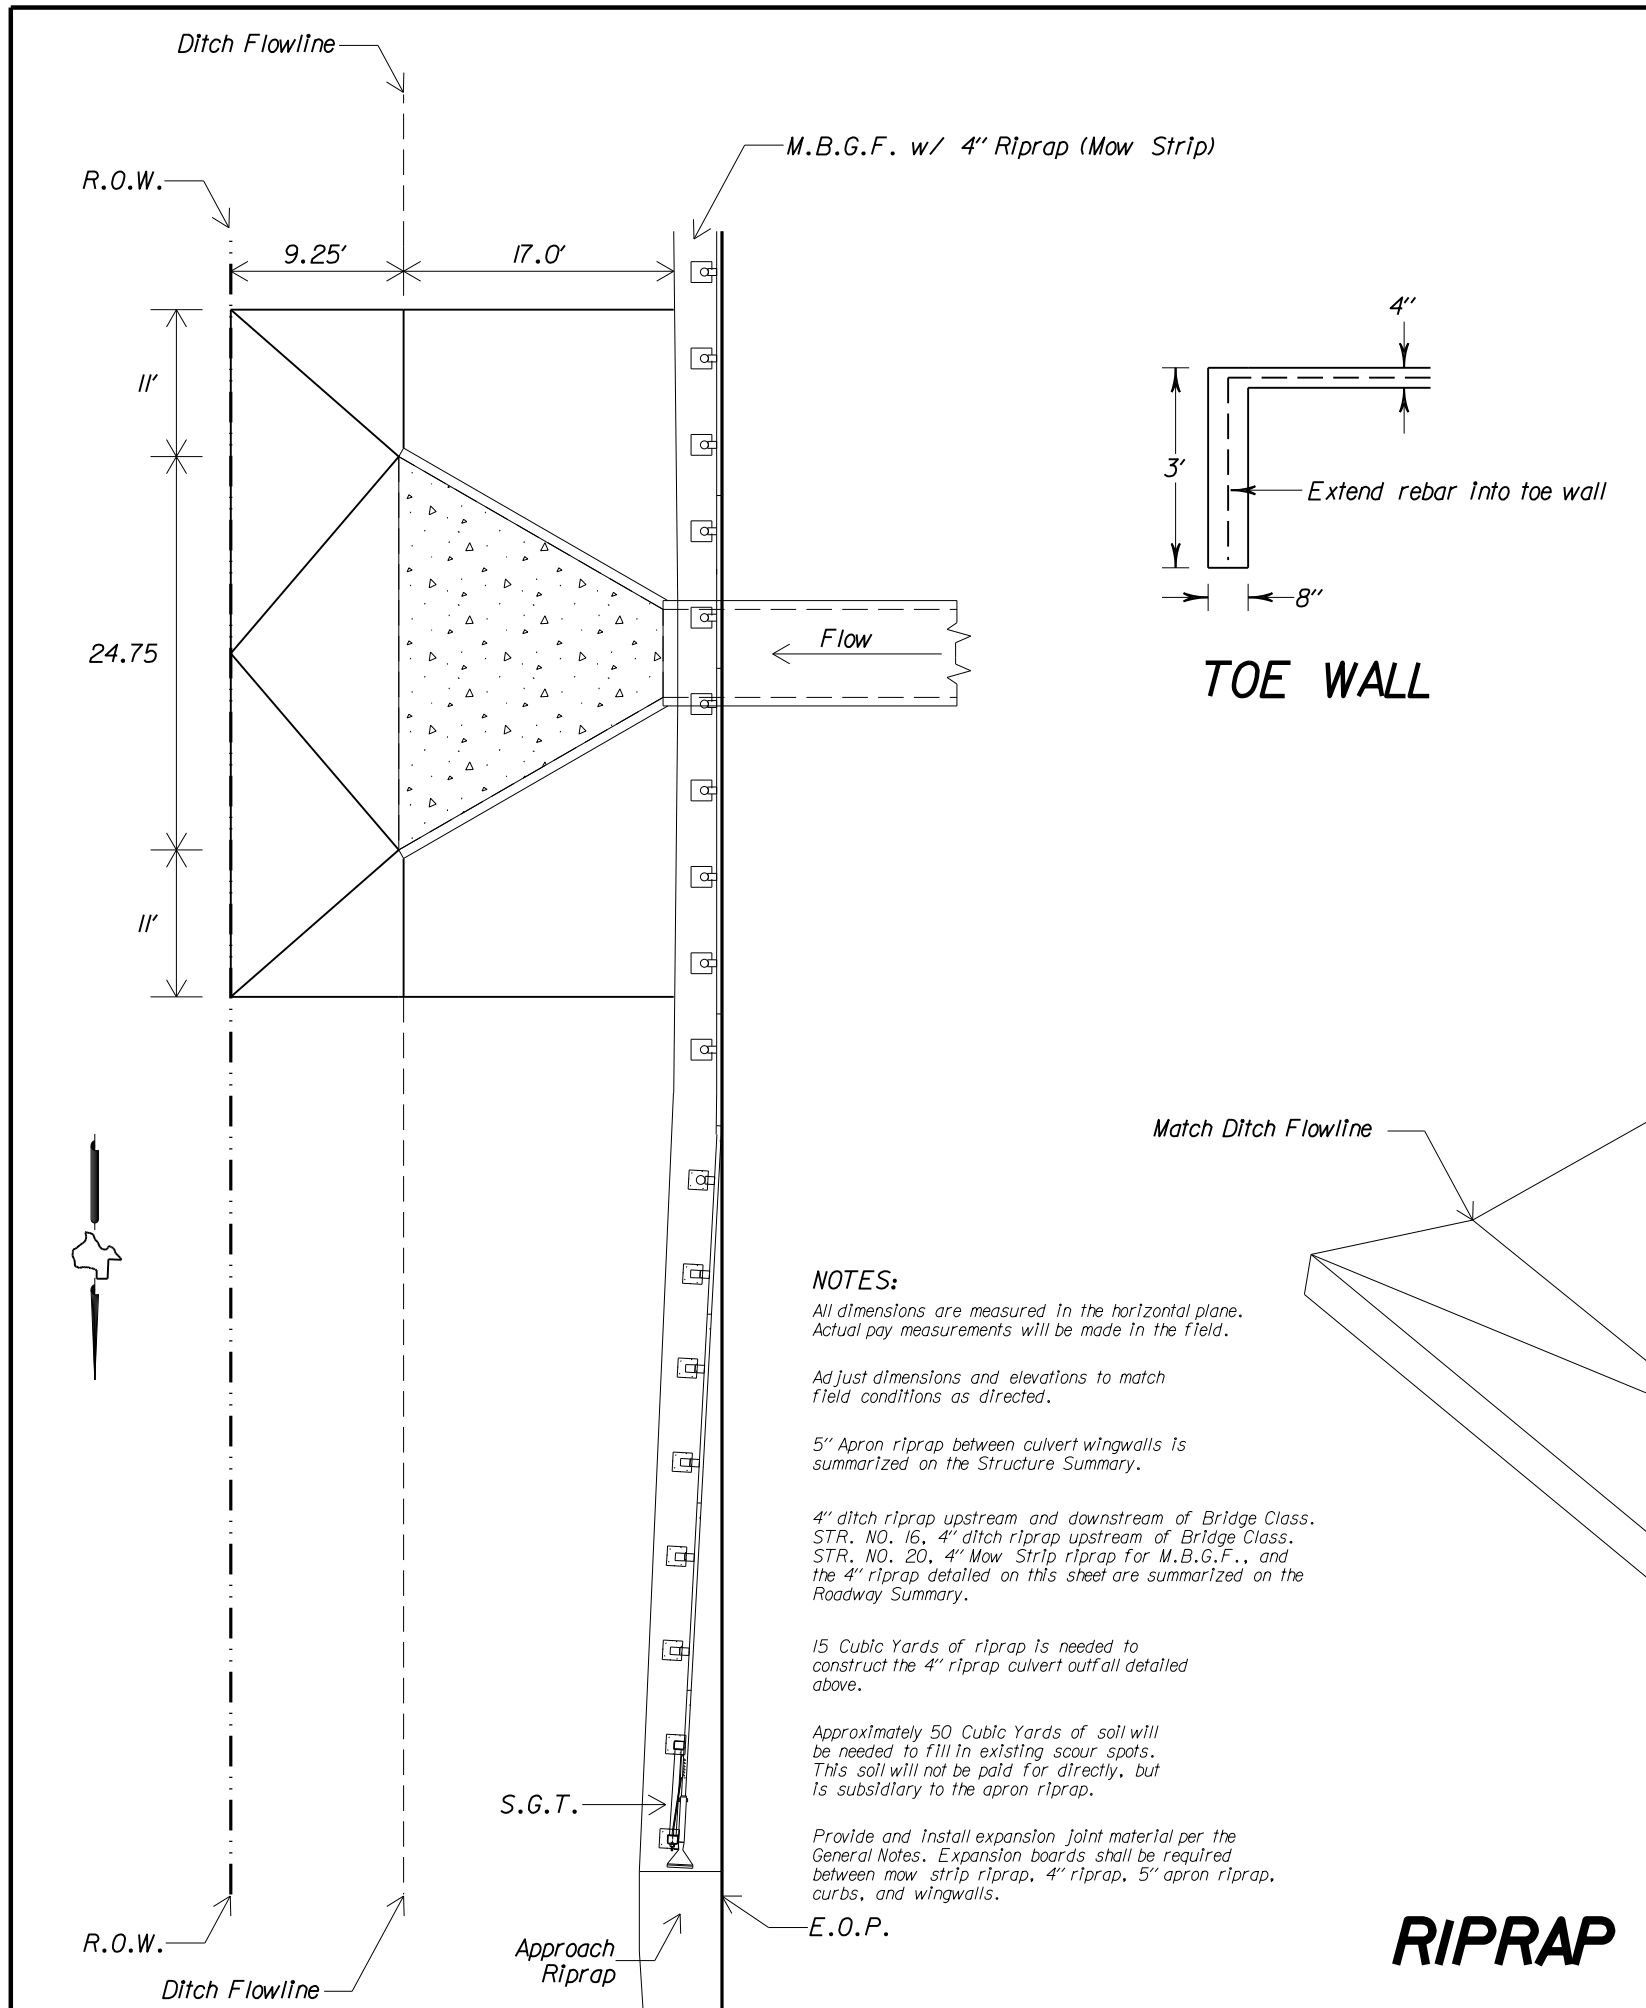 Ditch Flowline
M.B.G.F. w/ 4" Riprap (Mow Strip)
R.O.W.
9.25'
17.0'
11'
24.75
11'
Flow
4"
3'
Extend rebar into toe wall
8"
TOE WALL
Match Ditch Flowline
NOTES:
All dimensions are measured in the horizontal plane.
Actual pay measurements will be made in the field.
Adjust dimensions and elevations to match
field conditions as directed.
5" Apron riprap between culvert wingwalls is
summarized on the Structure Summary.
4" ditch riprap upstream and downstream of Bridge Class.
STR. NO. 16, 4" ditch riprap upstream of Bridge Class.
STR. NO. 20, 4" Mow Strip riprap for M.B.G.F., and
the 4" riprap detailed on this sheet are summarized on the
Roadway Summary.
15 Cubic Yards of riprap is needed to
construct the 4" riprap culvert outfall detailed
above.
Approximately 50 Cubic Yards of soil will
be needed to fill in existing scour spots.
This soil will not be paid for directly, but
is subsidiary to the apron riprap.
Provide and install expansion joint material per the
General Notes. Expansion boards shall be required
between mow strip riprap, 4" riprap, 5" apron riprap,
curbs, and wingwalls.
S.G.T.
E.O.P.
R.O.W.
Approach
Riprap
Ditch Flowline
RIPRAP